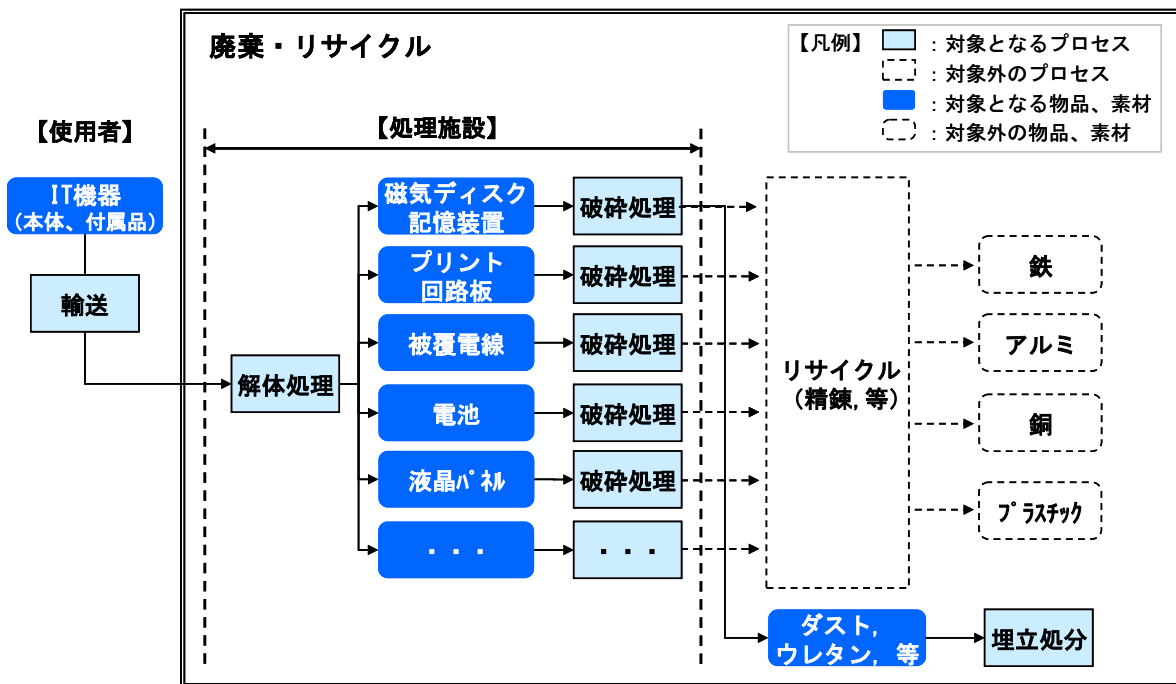 廃棄・リサイクル
【凡例】
：対象となるプロセス
：対象外のプロセス
：対象となる物品、素材
：対象外の物品、素材
【使用者】
【処理施設】
IT機器
（本体、付属品）
輸送
解体処理
磁気ディスク
記憶装置
破砕処理
プリント
回路板
破砕処理
被覆電線
破砕処理
電池
破砕処理
液晶ﾊﾟﾈﾙ
破砕処理
・・・
・・・
リサイクル
（精錬,等）
鉄
アルミ
銅
ﾌﾟﾗｽﾁｯｸ
ダスト,
ウレタン, 等
埋立処分